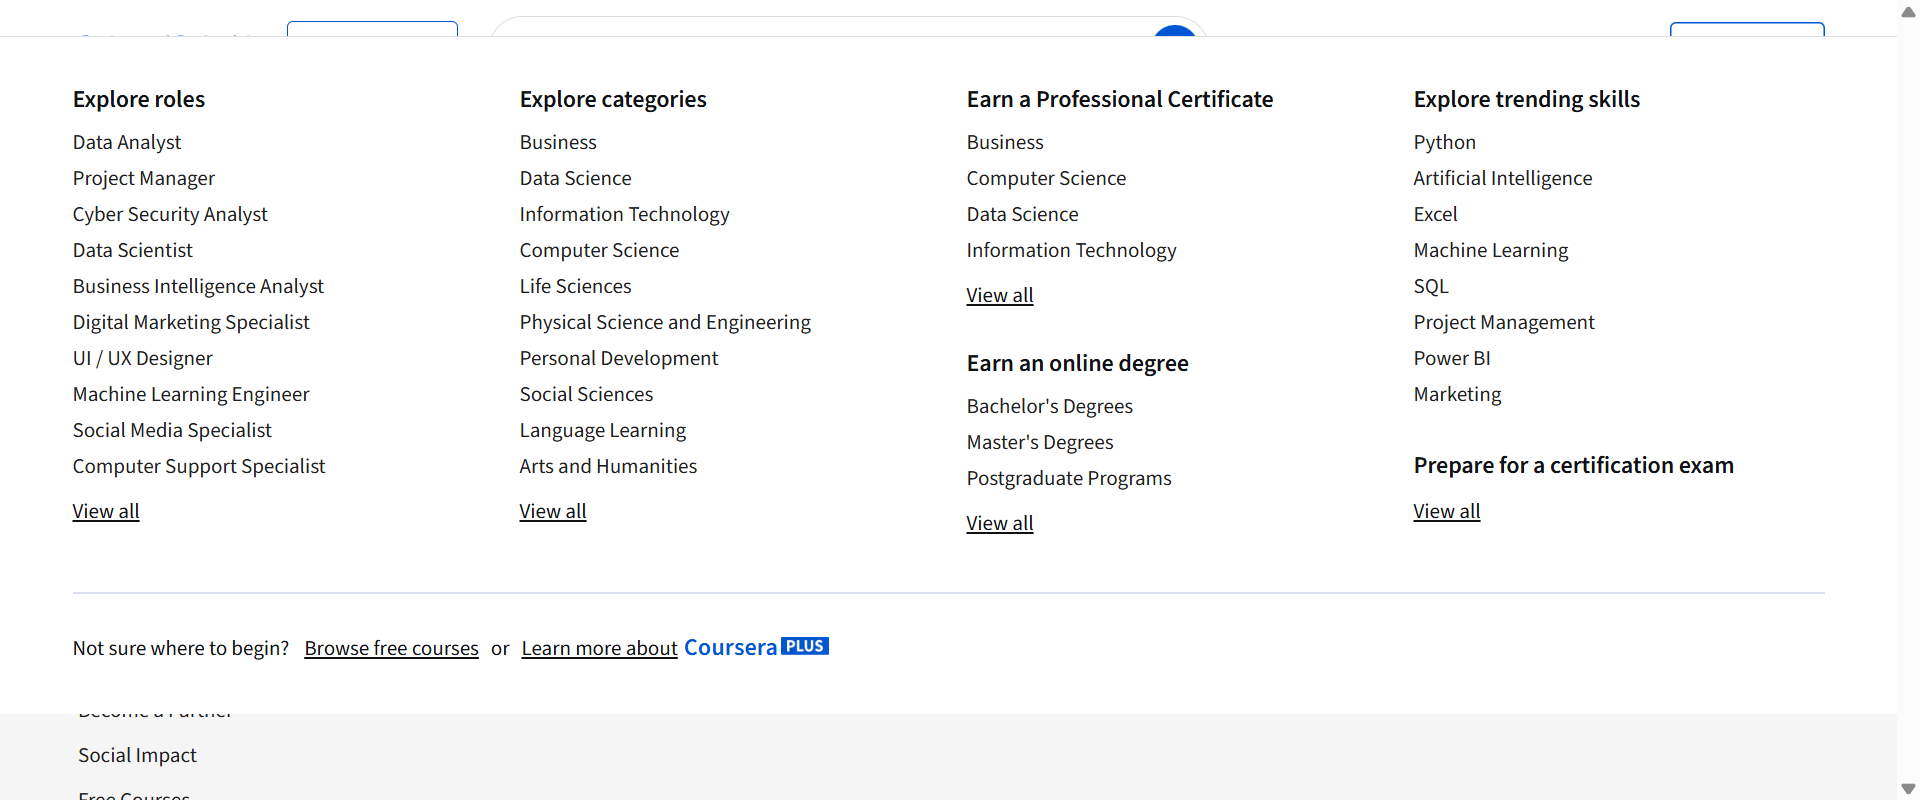 Explore roles
Data Analyst
Project Manager
Cyber Security Analyst
Data Scientist
Business Intelligence Analyst
Digital Marketing Specialist
UI / UX Designer
Machine Learning Engineer
Social Media Specialist
Computer Support Specialist
View all
Explore categories
Business
Data Science
Information Technology
Computer Science
Life Sciences
Physical Science and Engineering
Personal Development
Social Sciences
Language Learning
Arts and Humanities
View all
Earn a Professional Certificate
Business
Computer Science
Data Science
Information Technology
View all
Earn an online degree
Bachelor's Degrees
Master's Degrees
Postgraduate Programs
View all
Explore trending skills
Python
Artificial Intelligence
Excel
Machine Learning
SQL
Project Management
Power BI
Marketing
Prepare for a certification exam
View all
Not sure where to begin? Browse free courses or Learn more about Coursera PLUS
Become a Partner
Social Impact
Free Courses